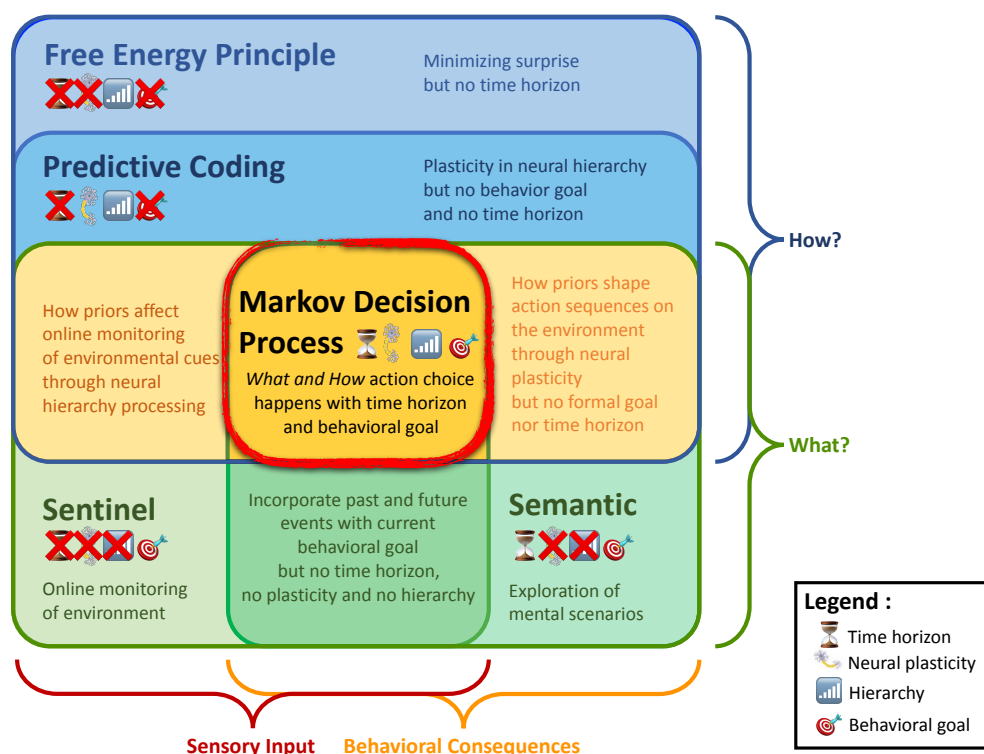 Free Energy Principle
Minimizing surprise
but no time horizon
Predictive Coding
Plasticity in neural hierarchy
but no behavior goal
and no time horizon
How?
How priors affect
online monitoring
of environmental cues
through neural
hierarchy processing
Markov Decision
Process
What and How action choice
happens with time horizon
and behavioral goal
How priors shape
action sequences on
the environment
through neural
plasticity
but no formal goal
nor time horizon
What?
Sentinel
Online monitoring
of environment
Incorporate past and future
events with current
behavioral goal
but no time horizon,
no plasticity and no hierarchy
Semantic
Exploration of
mental scenarios
Legend :
Time horizon
Neural plasticity
Hierarchy
Behavioral goal
Sensory Input
Behavioral Consequences